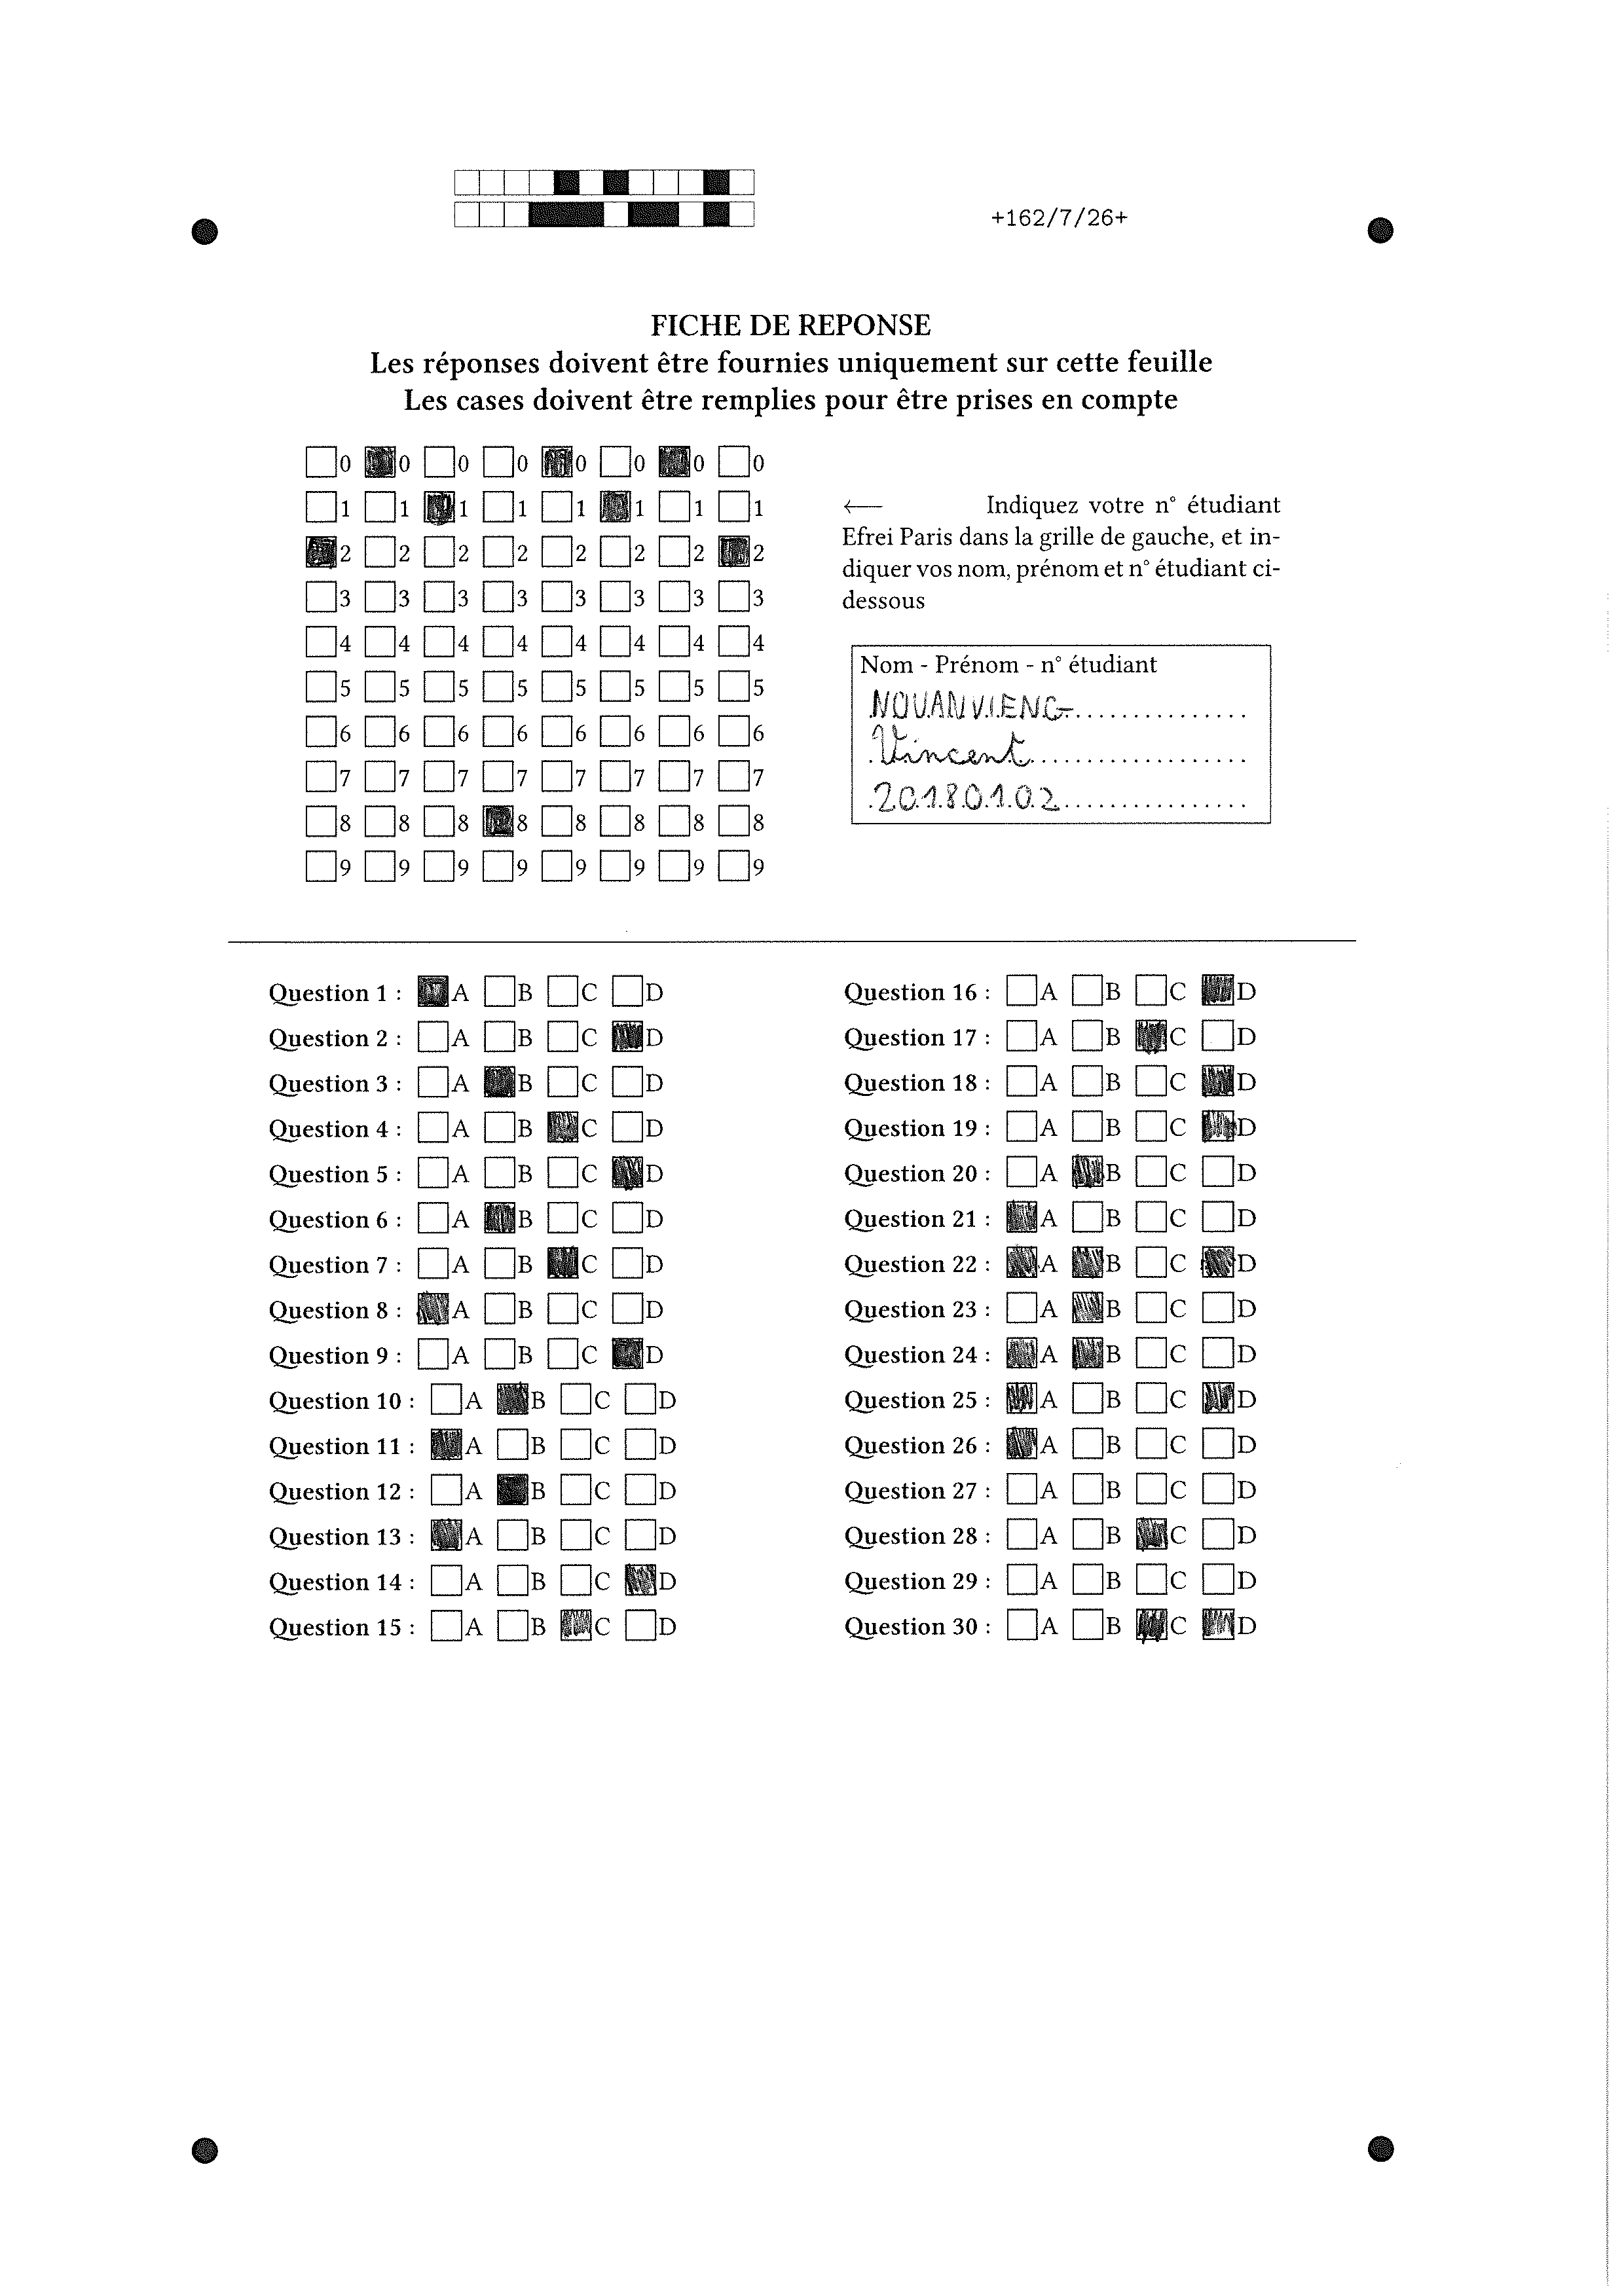 +162/7/26+
FICHE DE REPONSE
Les réponses doivent être fournies uniquement sur cette feuille
Les cases doivent être remplies pour être prises en compte
0 0 0 0 0 0 0 0
1 1 1 1 1 1 1 1
2 2 2 2 2 2 2 2
3 3 3 3 3 3 3 3
4 4 4 4 4 4 4 4
5 5 5 5 5 5 5 5
6 6 6 6 6 6 6 6
7 7 7 7 7 7 7 7
8 8 8 8 8 8 8 8
9 9 9 9 9 9 9 9
← Indiquez votre n° étudiant
Efrei Paris dans la grille de gauche, et in-
diquer vos nom, prénom et n° étudiant ci-
dessous
Nom - Prénom - n° étudiant
NOUANVIENG
Vincent
20180102
Question 1 : A B C D
Question 2 : A B C D
Question 3 : A B C D
Question 4 : A B C D
Question 5 : A B C D
Question 6 : A B C D
Question 7 : A B C D
Question 8 : A B C D
Question 9 : A B C D
Question 10 : A B C D
Question 11 : A B C D
Question 12 : A B C D
Question 13 : A B C D
Question 14 : A B C D
Question 15 : A B C D
Question 16 : A B C D
Question 17 : A B C D
Question 18 : A B C D
Question 19 : A B C D
Question 20 : A B C D
Question 21 : A B C D
Question 22 : A B C D
Question 23 : A B C D
Question 24 : A B C D
Question 25 : A B C D
Question 26 : A B C D
Question 27 : A B C D
Question 28 : A B C D
Question 29 : A B C D
Question 30 : A B C D